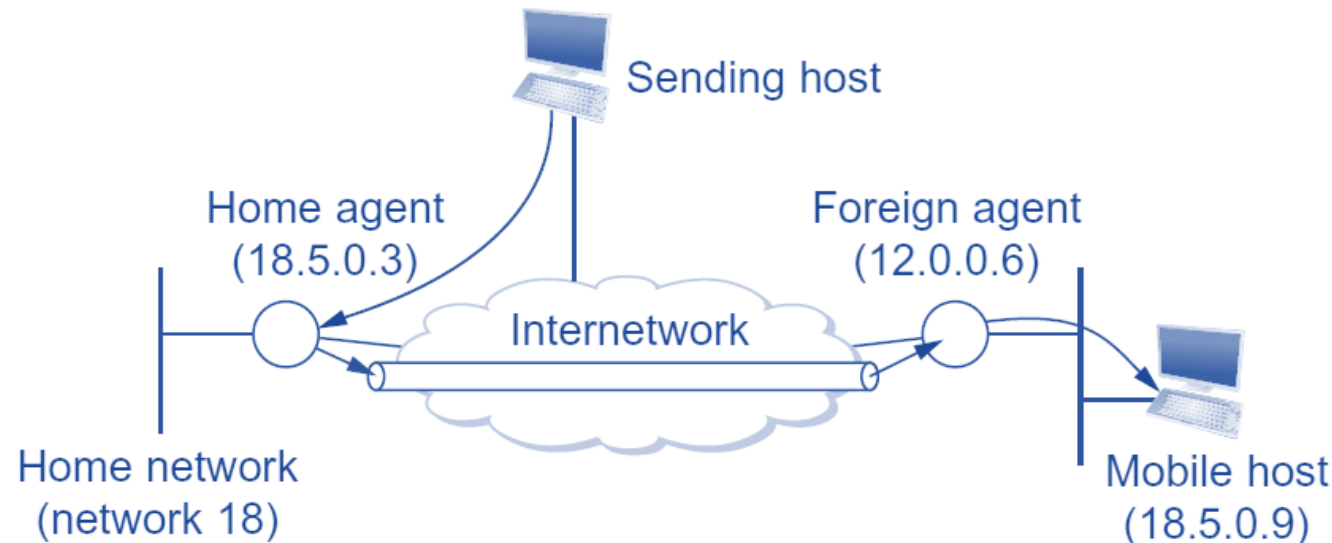 Sending host
Home agent
(18.5.0.3)
Foreign agent
(12.0.0.6)
Internetwork
Home network
(network 18)
Mobile host
(18.5.0.9)